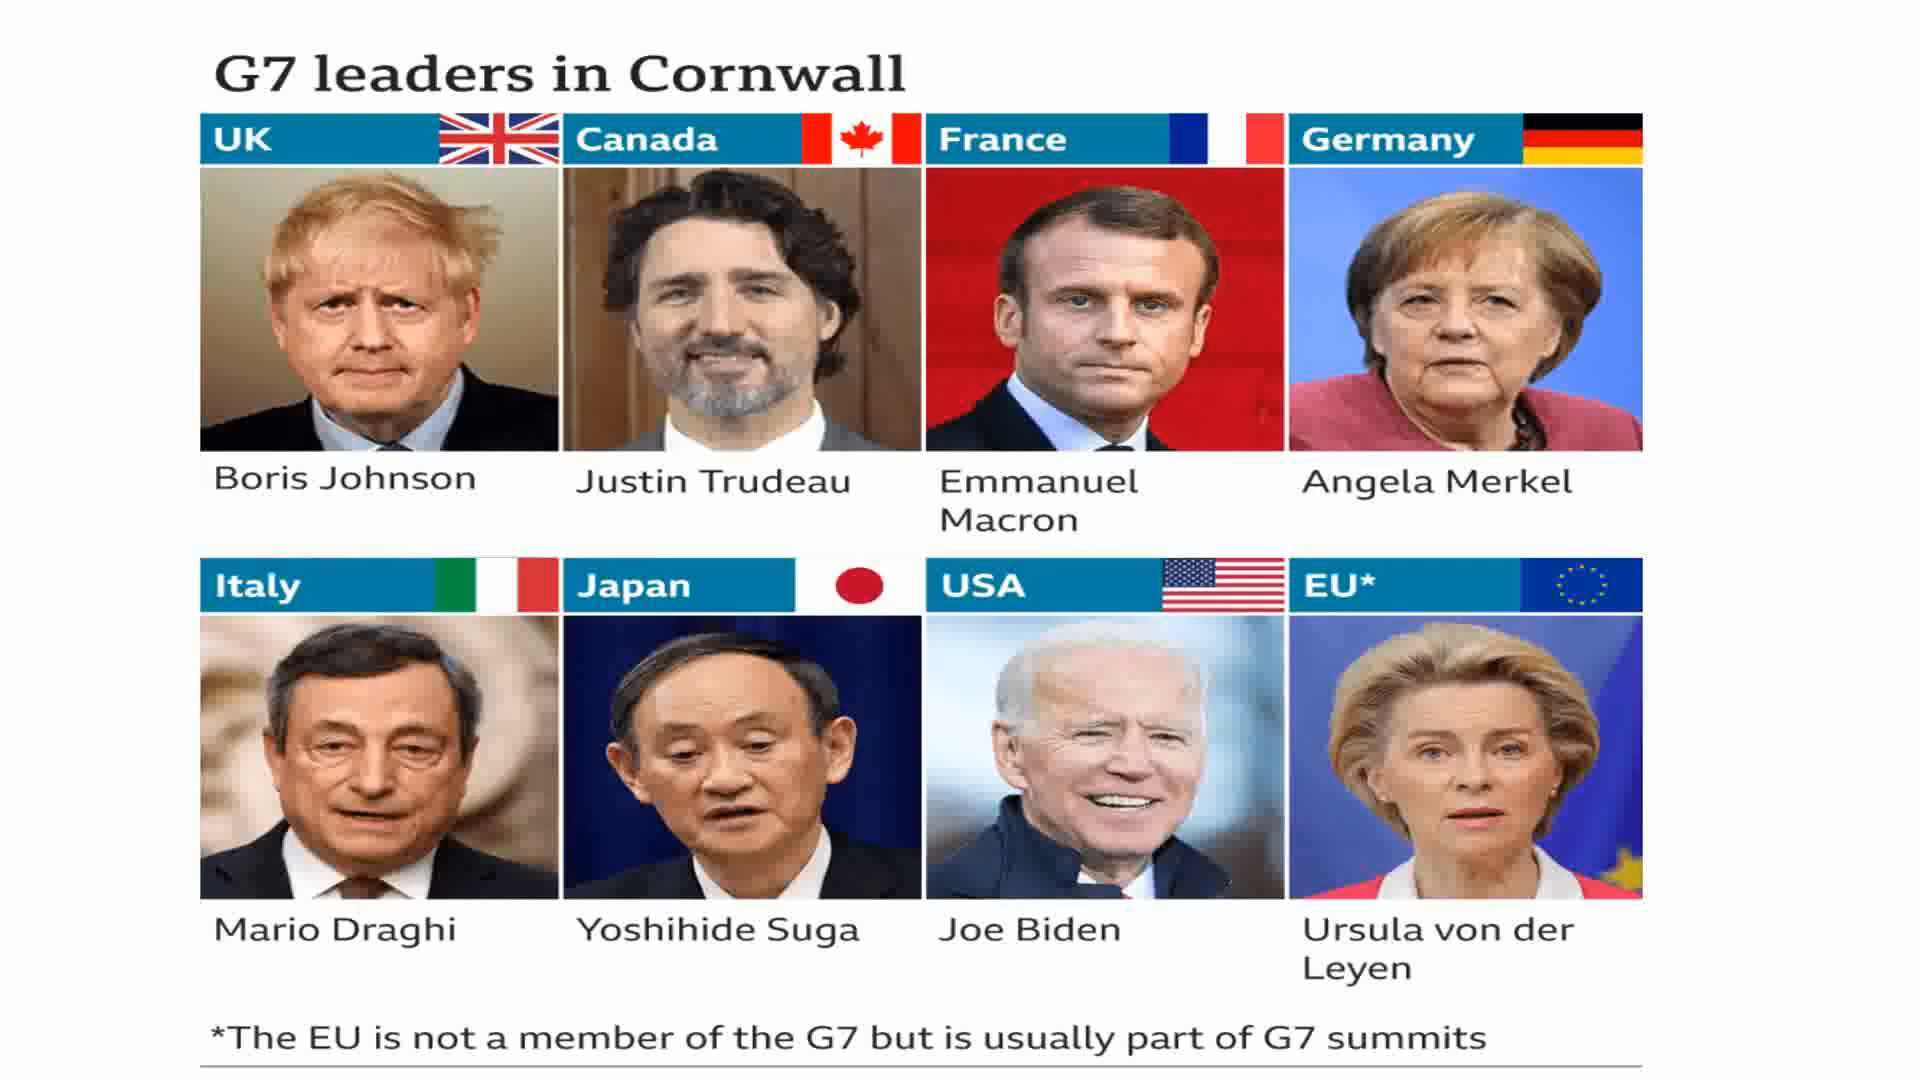 G7 leaders in Cornwall
UK
Canada
France
Germany
Boris Johnson
Justin Trudeau
Emmanuel
Macron
Angela Merkel
Italy
Japan
USA
EU*
Mario Draghi
Yoshihide Suga
Joe Biden
Ursula von der
Leyen
*The EU is not a member of the G7 but is usually part of G7 summits